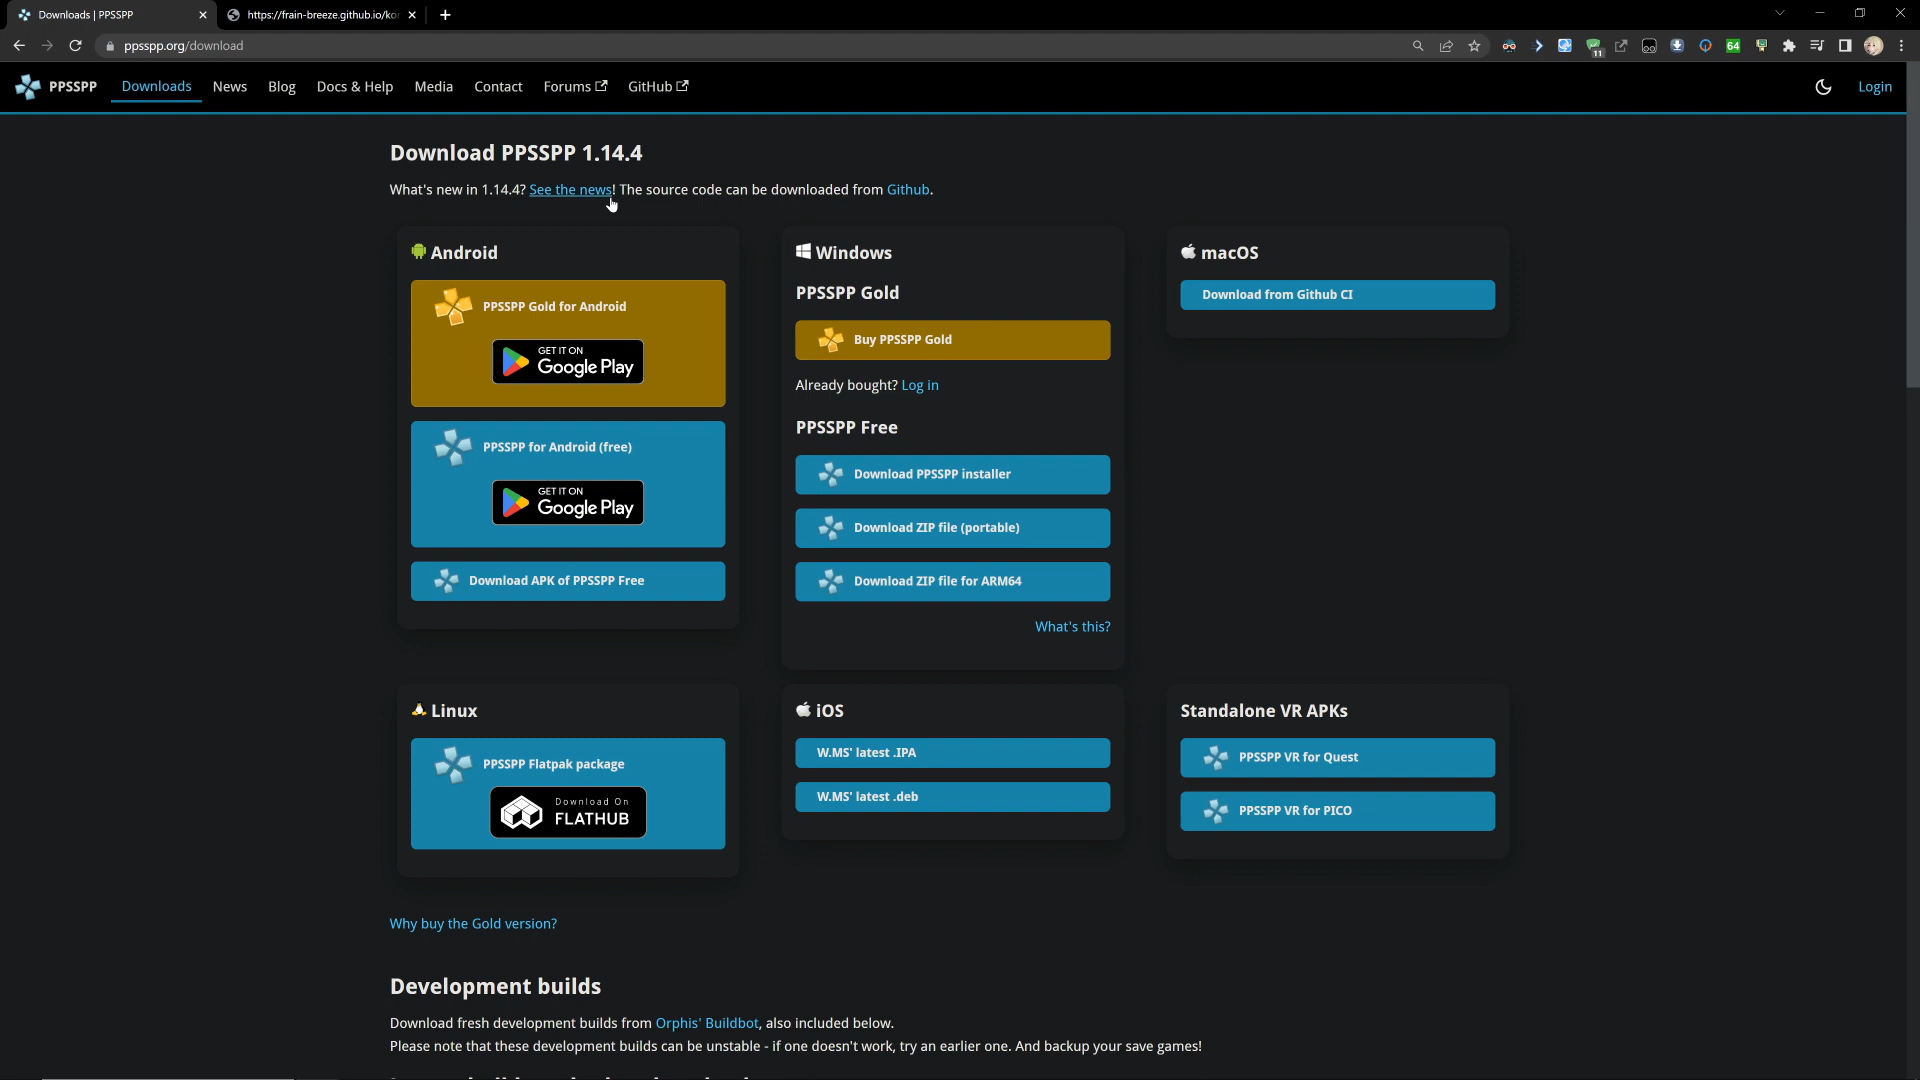 Downloads | PPSSPP
https://frain-breeze.github.io/kor
ppsspp.org/download
11
64
PPSSPP
Downloads
News
Blog
Docs & Help
Media
Contact
Forums
GitHub
Login
Download PPSSPP 1.14.4
What's new in 1.14.4? See the news! The source code can be downloaded from Github.
Android
PPSSPP Gold for Android
GET IT ON
Google Play
PPSSPP for Android (free)
GET IT ON
Google Play
Download APK of PPSSPP Free
Windows
PPSSPP Gold
Buy PPSSPP Gold
Already bought? Log in
PPSSPP Free
Download PPSSPP installer
Download ZIP file (portable)
Download ZIP file for ARM64
What's this?
macOS
Download from Github CI
Linux
PPSSPP Flatpak package
Download On
FLATHUB
iOS
W.MS' latest .IPA
W.MS' latest .deb
Standalone VR APKs
PPSSPP VR for Quest
PPSSPP VR for PICO
Why buy the Gold version?
Development builds
Download fresh development builds from Orphis' Buildbot, also included below.
Please note that these development builds can be unstable - if one doesn't work, try an earlier one. And backup your save games!